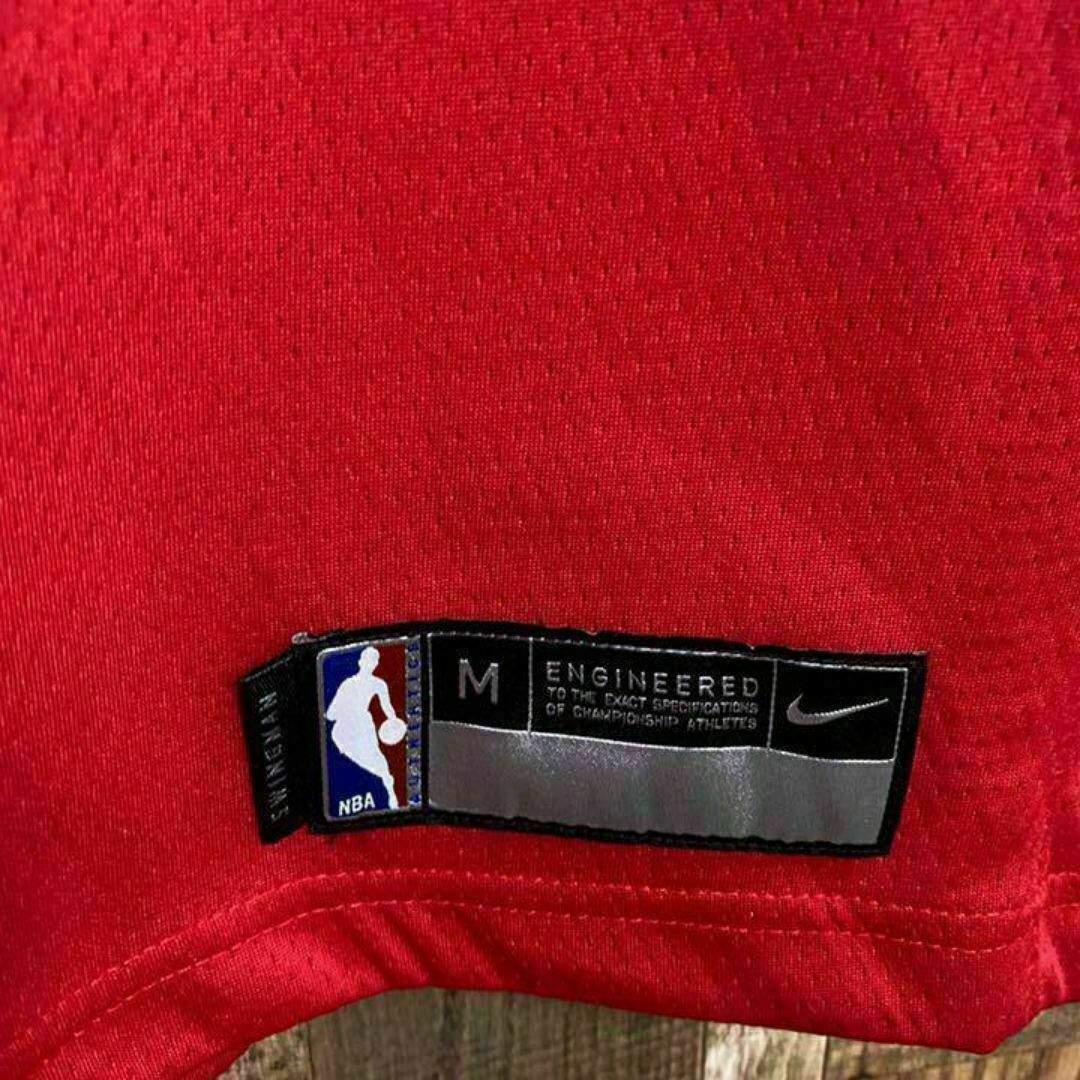 SWINGMAN
NBA
AUTHENTICS
M
ENGINEERED
TO THE EXACT SPECIFICATIONS
OF CHAMPIONSHIP ATHLETES